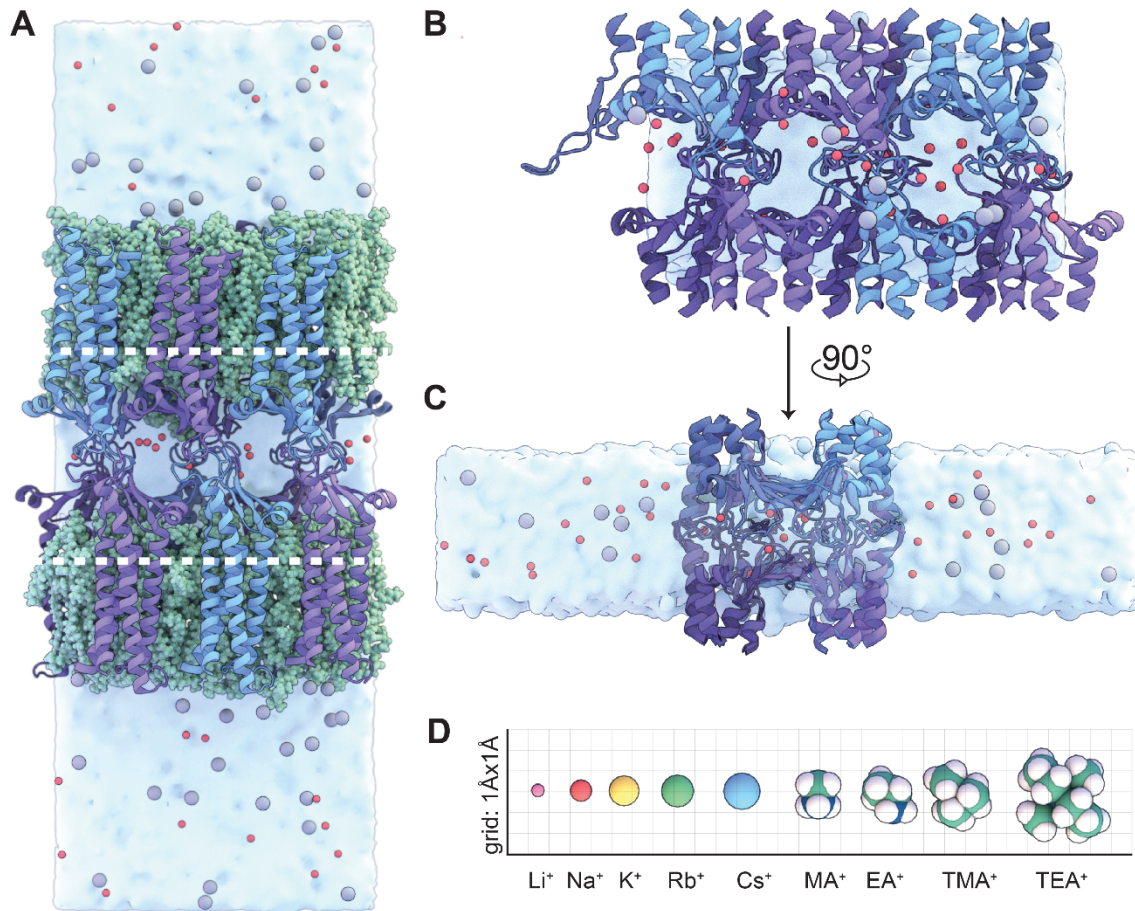 A
B
90°
C
D
grid: 1Åx1Å
Li⁺ Na⁺ K⁺ Rb⁺ Cs⁺ MA⁺ EA⁺ TMA⁺ TEA⁺